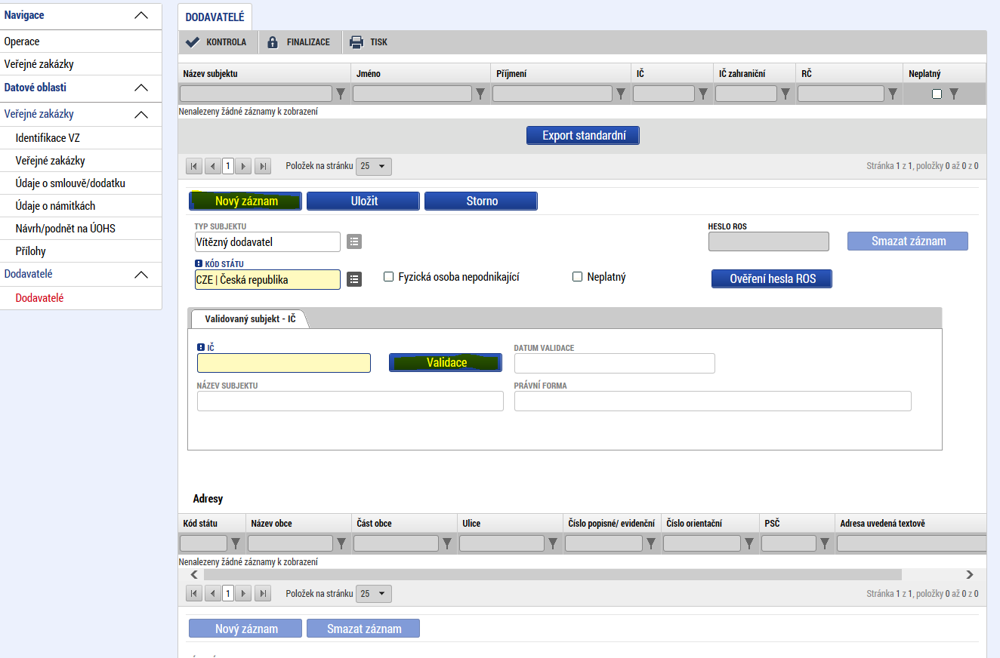 Navigace
Operace
Veřejné zakázky
Datové oblasti
Veřejné zakázky
Identifikace VZ
Veřejné zakázky
Údaje o smlouvě/dodatku
Údaje o námitkách
Návrh/podnět na ÚOHS
Přílohy
Dodavatelé
Dodavatelé
DODAVATELÉ
KONTROLA FINALIZACE TISK
Název subjektu Jméno Příjmení IČ IČ zahraniční RČ Neplatný
Nenalezeny žádné záznamy k zobrazení
Export standardní
1 Položek na stránku 25 Stránka 1 z 1, položky 0 až 0 z 0
Nový záznam Uložit Storno
TYP SUBJEKTU HESLO ROS
Vítězný dodavatel Smazat záznam
KÓD STÁTU
CZE | Česká republika Fyzická osoba nepodnikající Neplatný Ověření hesla ROS
Validovaný subjekt - IČ
IČ DATUM VALIDACE
Validace
NÁZEV SUBJEKTU PRÁVNÍ FORMA
Adresy
Kód státu Název obce Část obce Ulice Číslo popisné/ evidenční Číslo orientační PSČ Adresa uvedená textově
Nenalezeny žádné záznamy k zobrazení
1 Položek na stránku 25 Stránka 1 z 1, položky 0 až 0 z 0
Nový záznam Smazat záznam